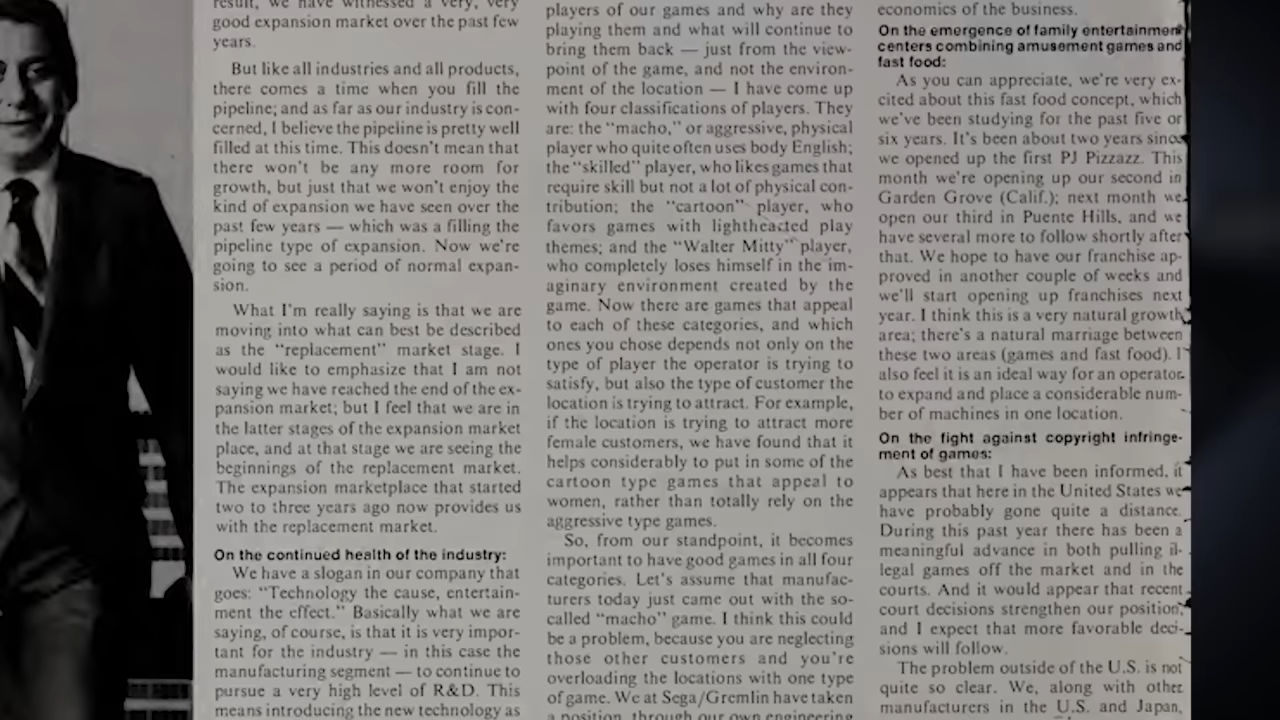 result, we have witnessed a very, very
good expansion market over the past few
years.
But like all industries and all products,
there comes a time when you fill the
pipeline; and as far as our industry is con-
cerned, I believe the pipeline is pretty well
filled at this time. This doesn't mean that
there won't be any more room for
growth, but just that we won't enjoy the
kind of expansion we have seen over the
past few years — which was a filling the
pipeline type of expansion. Now we're
going to see a period of normal expan-
sion.
What I'm really saying is that we are
moving into what can best be described
as the "replacement" market stage. I
would like to emphasize that I am not
saying we have reached the end of the ex-
pansion market; but I feel that we are in
the latter stages of the expansion market
place, and at that stage we are seeing the
beginnings of the replacement market.
The expansion marketplace that started
two to three years ago now provides us
with the replacement market.
On the continued health of the industry:
We have a slogan in our company that
goes: "Technology the cause, entertain-
ment the effect." Basically what we are
saying, of course, is that it is very impor-
tant for the industry — in this case the
manufacturing segment — to continue to
pursue a very high level of R&D. This
means introducing the new technology as
players of our games and why are they
playing them and what will continue to
bring them back — just from the view-
point of the game, and not the environ-
ment of the location — I have come up
with four classifications of players. They
are: the "macho," or aggressive, physical
player who quite often uses body English;
the "skilled" player, who likes games that
require skill but not a lot of physical con-
tribution; the "cartoon" player, who
favors games with lighthearted play
themes; and the "Walter Mitty" player,
who completely loses himself in the im-
aginary environment created by the
game. Now there are games that appeal
to each of these categories, and which
ones you chose depends not only on the
type of player the operator is trying to
satisfy, but also the type of customer the
location is trying to attract. For example,
if the location is trying to attract more
female customers, we have found that it
helps considerably to put in some of the
cartoon type games that appeal to
women, rather than totally rely on the
aggressive type games.
So, from our standpoint, it becomes
important to have good games in all four
categories. Let's assume that manufac-
turers today just came out with the so-
called "macho" game. I think this could
be a problem, because you are neglecting
those other customers and you're
overloading the locations with one type
of game. We at Sega/Gremlin have taken
a position, through our own engineering
economics of the business.
On the emergence of family entertainment
centers combining amusement games and
fast food:
As you can appreciate, we're very ex-
cited about this fast food concept, which
we've been studying for the past five or
six years. It's been about two years since
we opened up the first PJ Pizzazz. This
month we're opening up our second in
Garden Grove (Calif.); next month we
open our third in Puente Hills, and we
have several more to follow shortly after
that. We hope to have our franchise ap-
proved in another couple of weeks and
we'll start opening up franchises next
year. I think this is a very natural growth
area; there's a natural marriage between
these two areas (games and fast food). I
also feel it is an ideal way for an operator
to expand and place a considerable num-
ber of machines in one location.
On the fight against copyright infringe-
ment of games:
As best that I have been informed, it
appears that here in the United States we
have probably gone quite a distance.
During this past year there has been a
meaningful advance in both pulling il-
legal games off the market and in the
courts. And it would appear that recent
court decisions strengthen our position,
and I expect that more favorable deci-
sions will follow.
The problem outside of the U.S. is not
quite so clear. We, along with other
manufacturers in the U.S. and Japan,